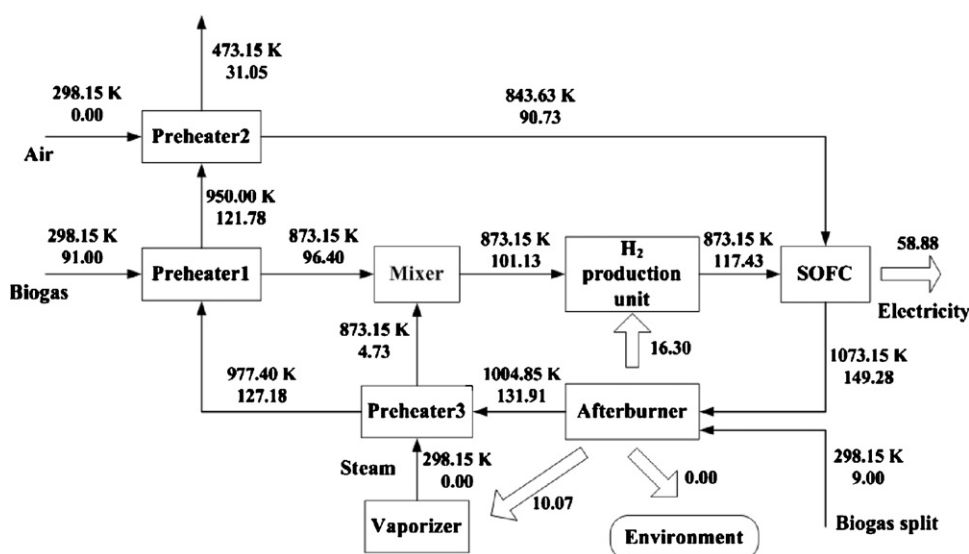 473.15 K
31.05
298.15 K
0.00
Air
Preheater2
843.63 K
90.73
950.00 K
121.78
298.15 K
91.00
Biogas
Preheater1
873.15 K
96.40
Mixer
873.15 K
101.13
H2
production
unit
873.15 K
117.43
SOFC
58.88
Electricity
873.15 K
4.73
16.30
1073.15 K
149.28
977.40 K
127.18
Preheater3
1004.85 K
131.91
Afterburner
Steam
298.15 K
0.00
10.07
0.00
298.15 K
9.00
Vaporizer
Environment
Biogas split